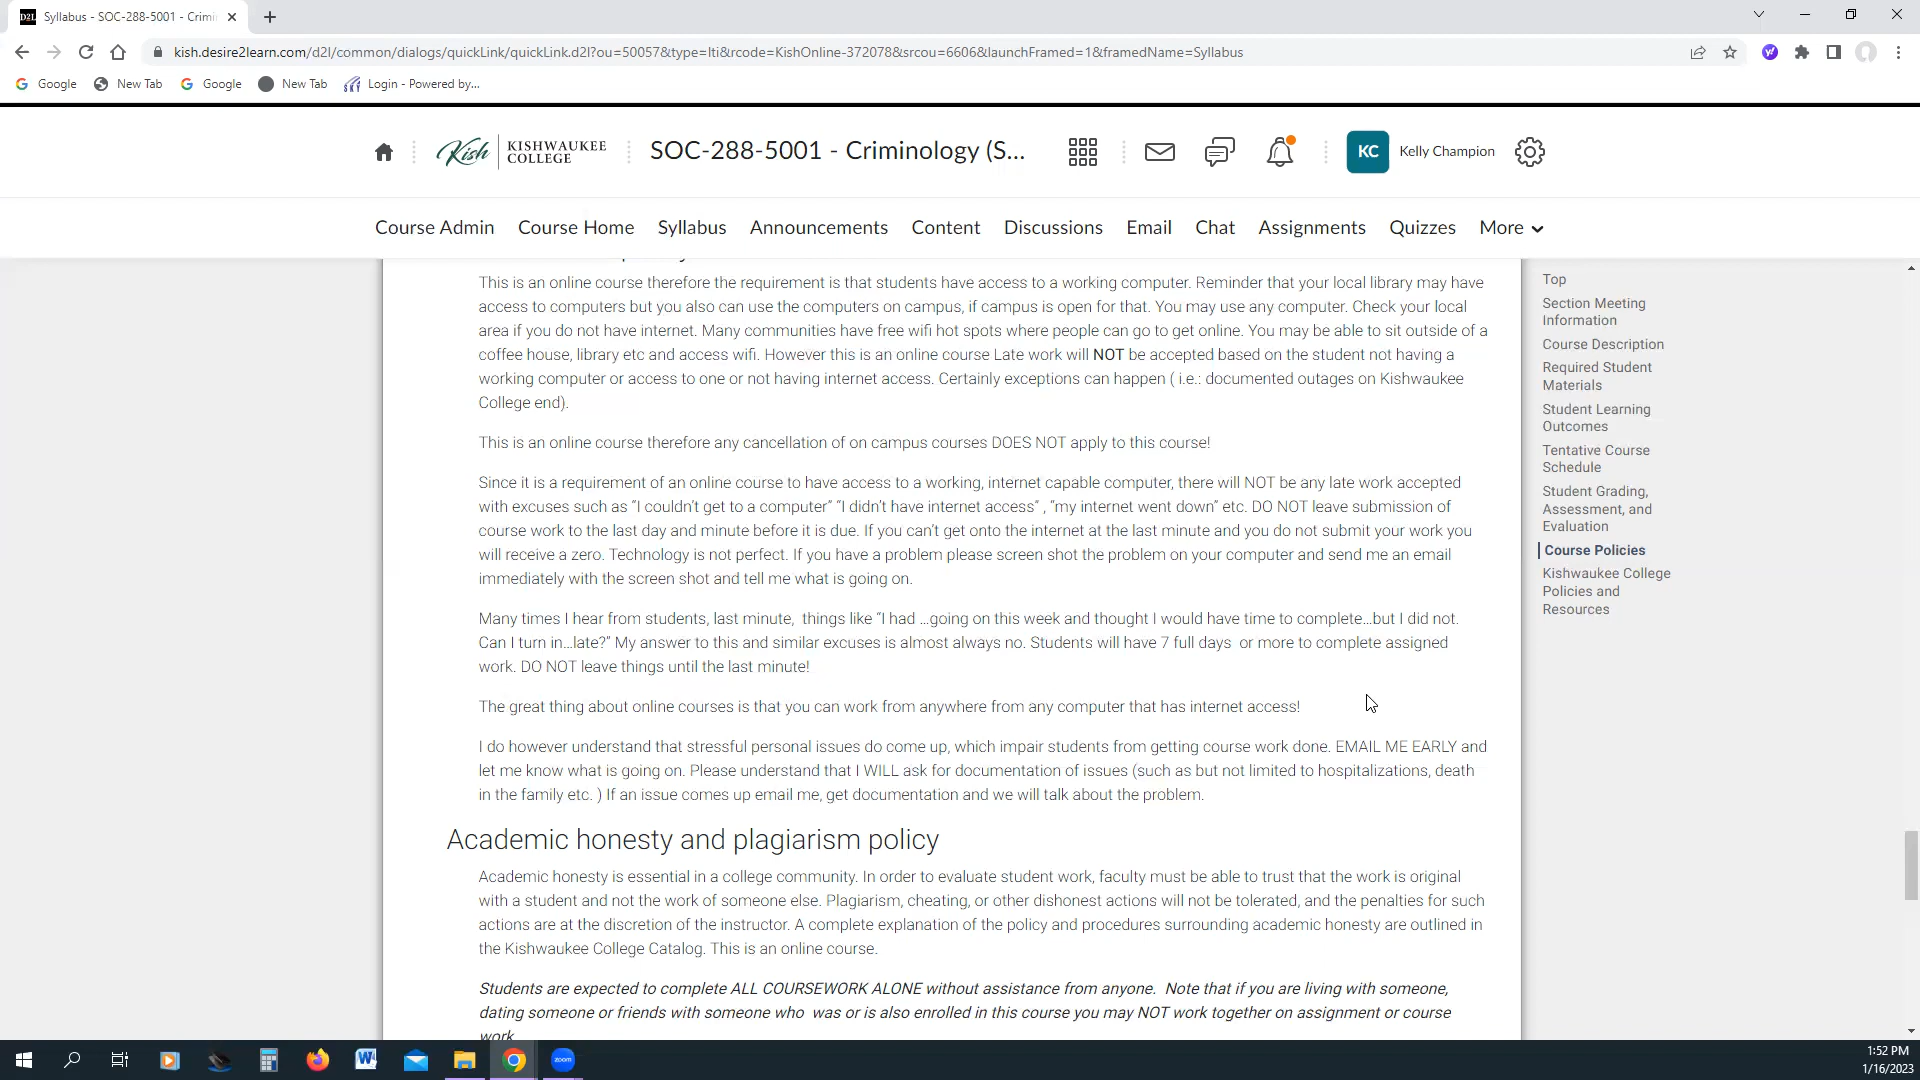 D2L Syllabus - SOC-288-5001 - Crimi
kish.desire2learn.com/d2l/common/dialogs/quickLink/quickLink.d2l?ou=50057&type=lti&rcode=KishOnline-372078&srcou=6606&launchFramed=1&framedName=Syllabus
Google New Tab Google New Tab Login - Powered by...
Kish KISHWAUKEE COLLEGE SOC-288-5001 - Criminology (S... KC Kelly Champion
Course Admin Course Home Syllabus Announcements Content Discussions Email Chat Assignments Quizzes More
This is an online course therefore the requirement is that students have access to a working computer. Reminder that your local library may have
access to computers but you also can use the computers on campus, if campus is open for that. You may use any computer. Check your local
area if you do not have internet. Many communities have free wifi hot spots where people can go to get online. You may be able to sit outside of a
coffee house, library etc and access wifi. However this is an online course Late work will NOT be accepted based on the student not having a
working computer or access to one or not having internet access. Certainly exceptions can happen ( i.e.: documented outages on Kishwaukee
College end).
This is an online course therefore any cancellation of on campus courses DOES NOT apply to this course!
Since it is a requirement of an online course to have access to a working, internet capable computer, there will NOT be any late work accepted
with excuses such as “I couldn’t get to a computer” “I didn’t have internet access” , “my internet went down” etc. DO NOT leave submission of
course work to the last day and minute before it is due. If you can’t get onto the internet at the last minute and you do not submit your work you
will receive a zero. Technology is not perfect. If you have a problem please screen shot the problem on your computer and send me an email
immediately with the screen shot and tell me what is going on.
Many times I hear from students, last minute, things like “I had …going on this week and thought I would have time to complete…but I did not.
Can I turn in…late?” My answer to this and similar excuses is almost always no. Students will have 7 full days or more to complete assigned
work. DO NOT leave things until the last minute!
The great thing about online courses is that you can work from anywhere from any computer that has internet access!
I do however understand that stressful personal issues do come up, which impair students from getting course work done. EMAIL ME EARLY and
let me know what is going on. Please understand that I WILL ask for documentation of issues (such as but not limited to hospitalizations, death
in the family etc. ) If an issue comes up email me, get documentation and we will talk about the problem.
Academic honesty and plagiarism policy
Academic honesty is essential in a college community. In order to evaluate student work, faculty must be able to trust that the work is original
with a student and not the work of someone else. Plagiarism, cheating, or other dishonest actions will not be tolerated, and the penalties for such
actions are at the discretion of the instructor. A complete explanation of the policy and procedures surrounding academic honesty are outlined in
the Kishwaukee College Catalog. This is an online course.
Students are expected to complete ALL COURSEWORK ALONE without assistance from anyone. Note that if you are living with someone,
dating someone or friends with someone who was or is also enrolled in this course you may NOT work together on assignment or course
work
Top
Section Meeting
Information
Course Description
Required Student
Materials
Student Learning
Outcomes
Tentative Course
Schedule
Student Grading,
Assessment, and
Evaluation
Course Policies
Kishwaukee College
Policies and
Resources
zoom
1:52 PM
1/16/2023